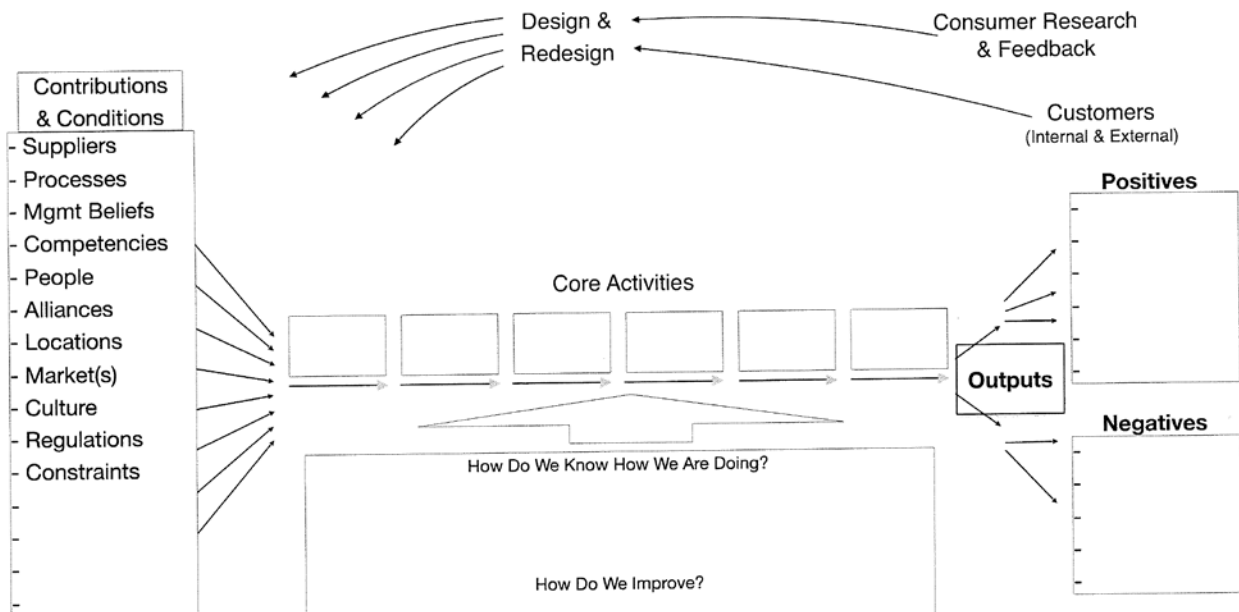 Design &
Redesign
Consumer Research
& Feedback
Customers
(Internal & External)
Contributions
& Conditions
- Suppliers
- Processes
- Mgmt Beliefs
- Competencies
- People
- Alliances
- Locations
- Market(s)
- Culture
- Regulations
- Constraints
-
-
-
-
Core Activities
Outputs
Positives
-
-
-
-
-
-
Negatives
-
-
-
-
-
How Do We Know How We Are Doing?
How Do We Improve?